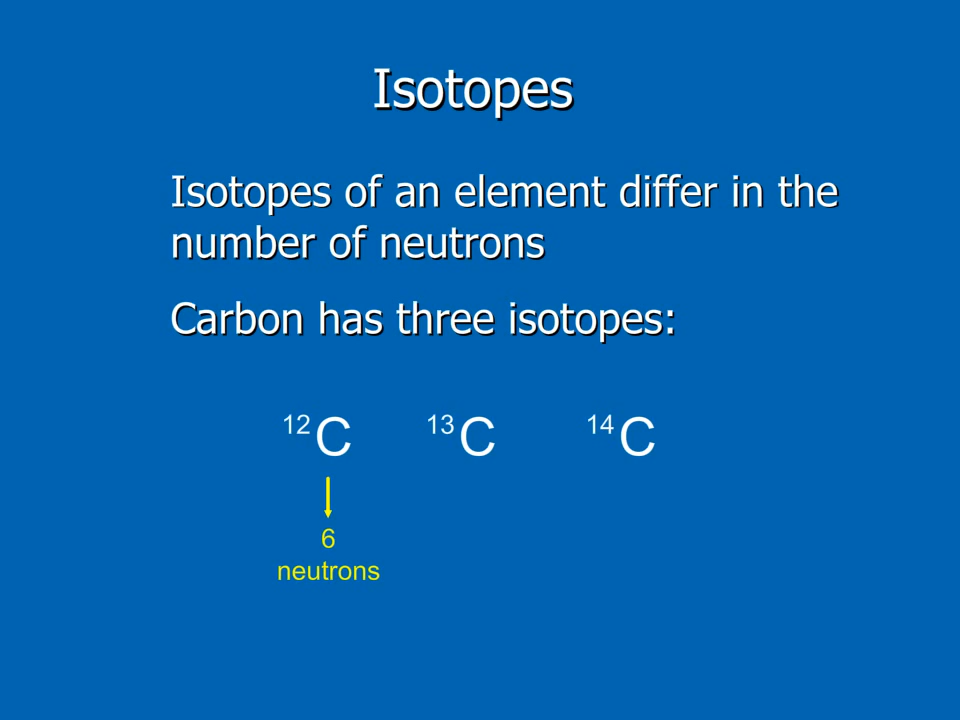 Isotopes
Isotopes of an element differ in the
number of neutrons
Carbon has three isotopes:
12C 13C 14C
6
neutrons